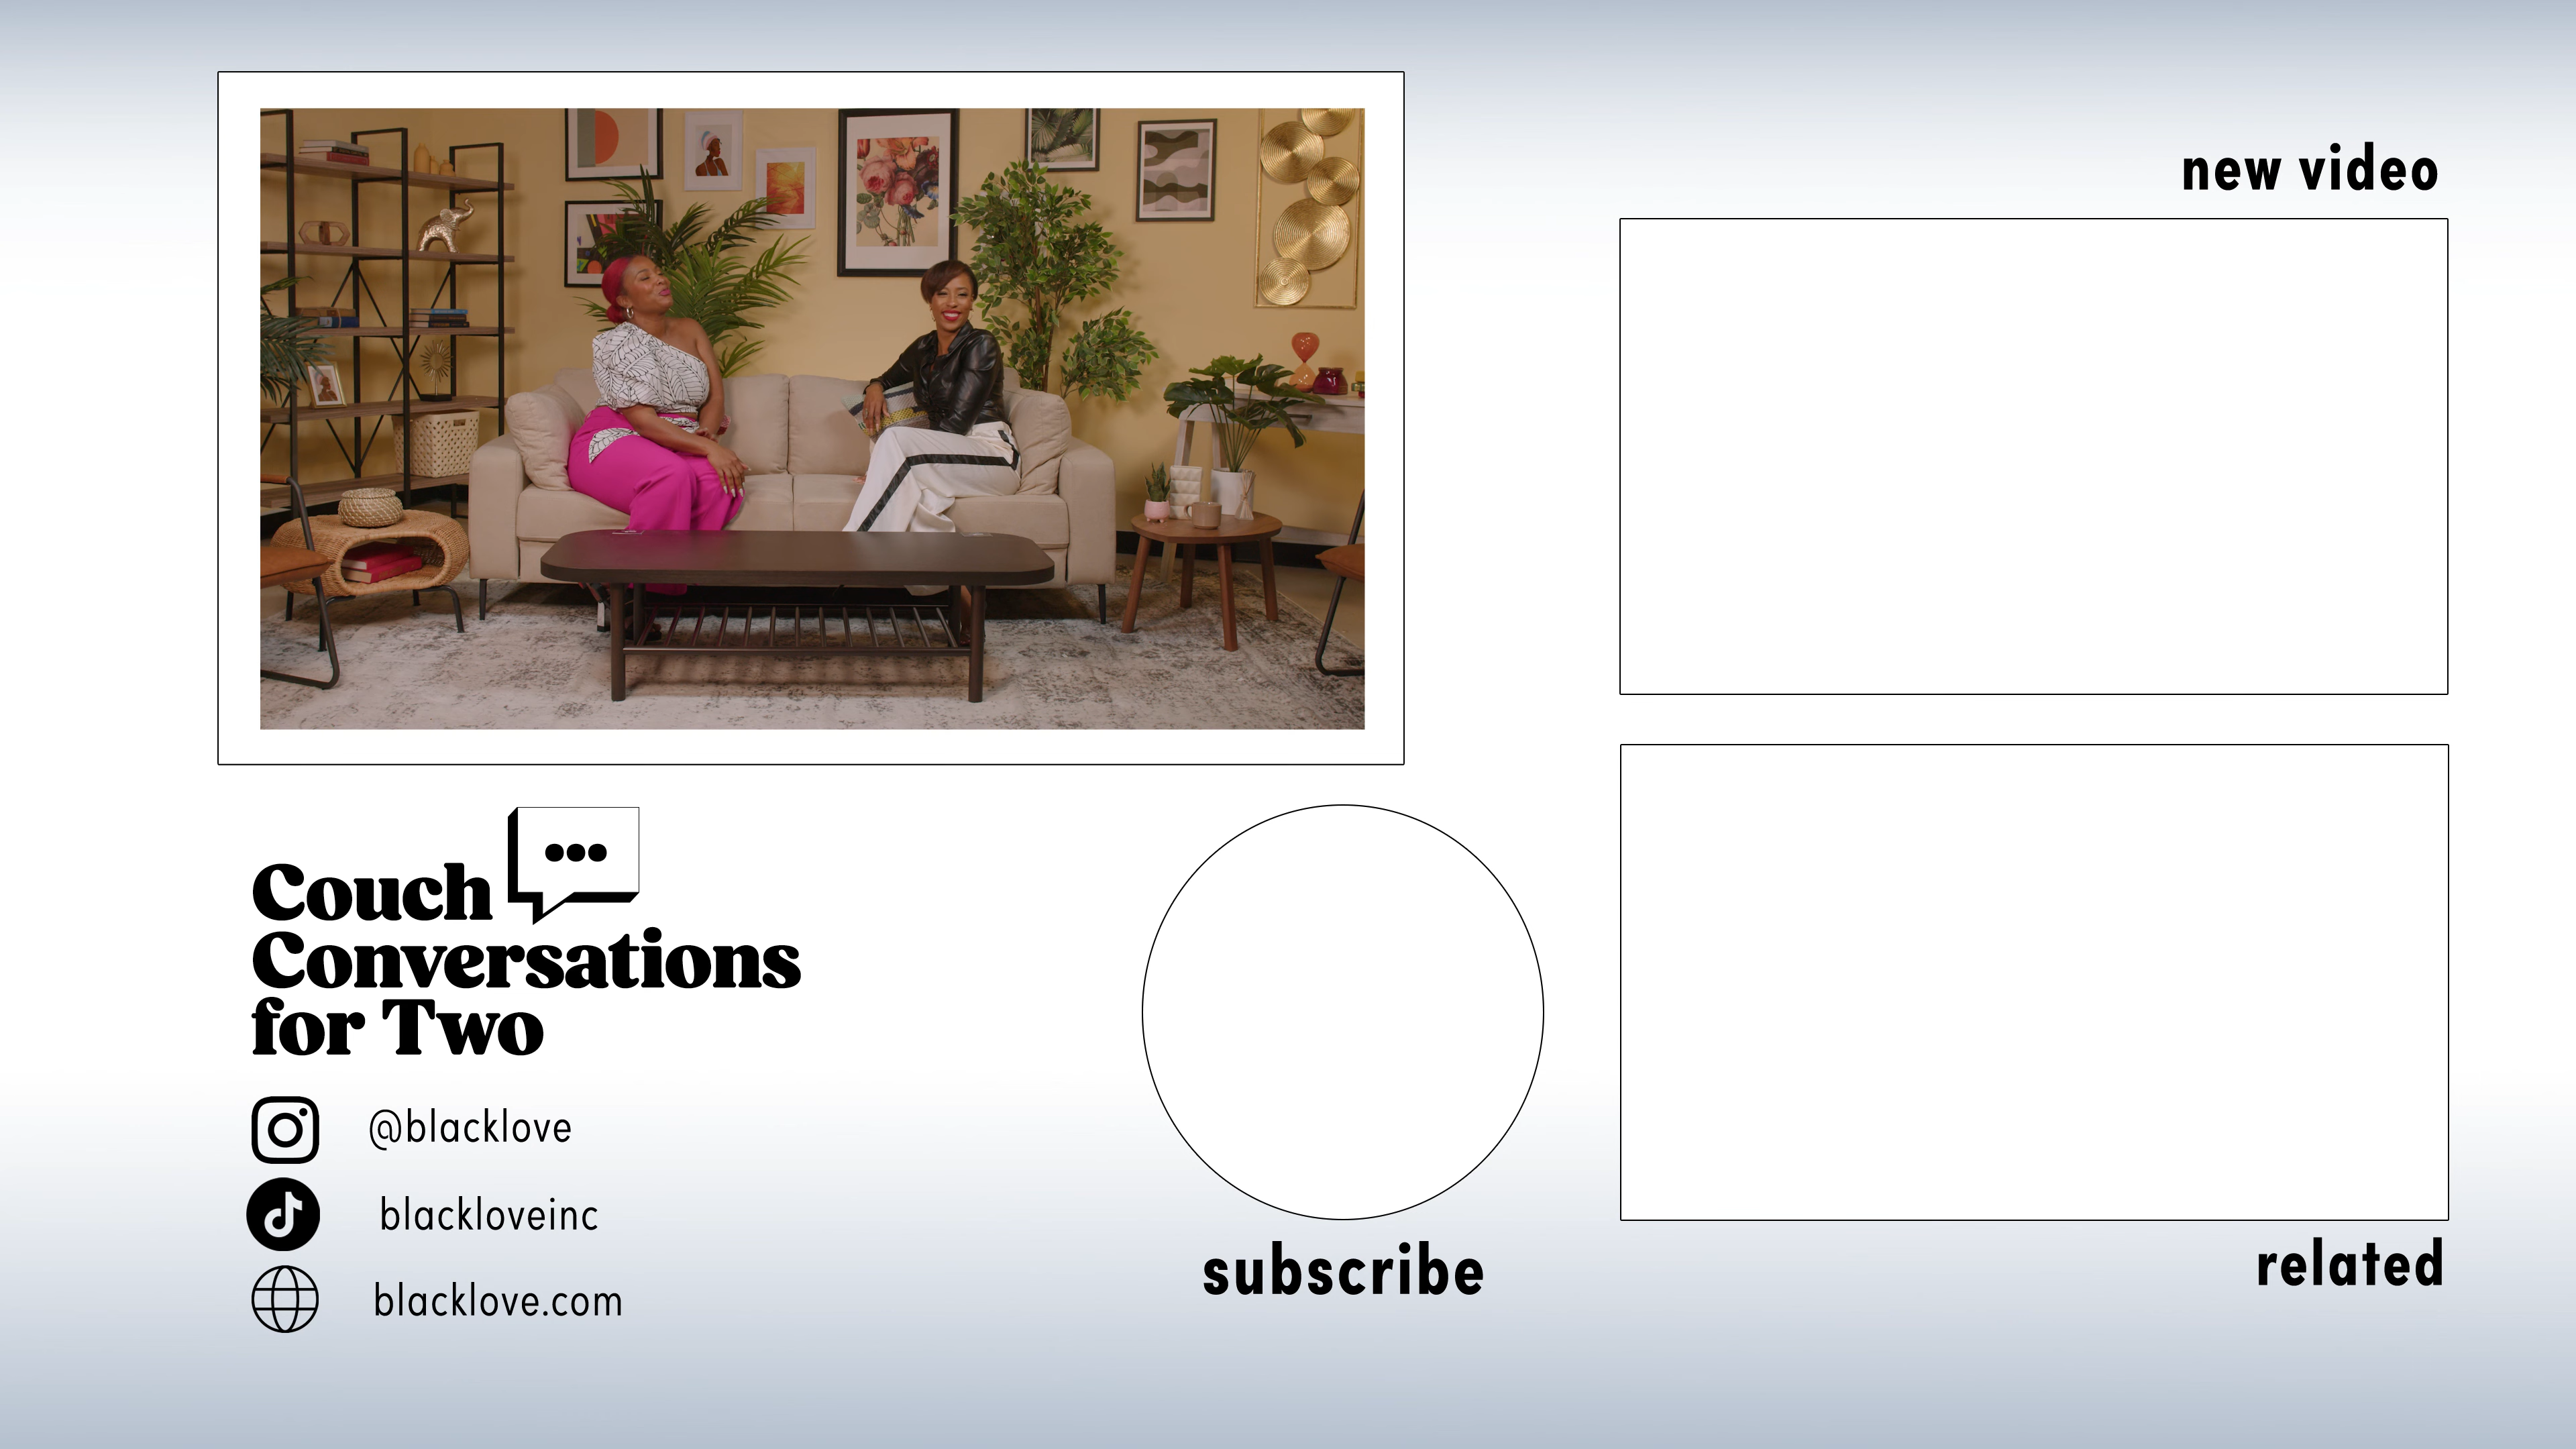 new video
Couch
Conversations
for Two
@blacklove
blackloveinc
blacklove.com
subscribe
related